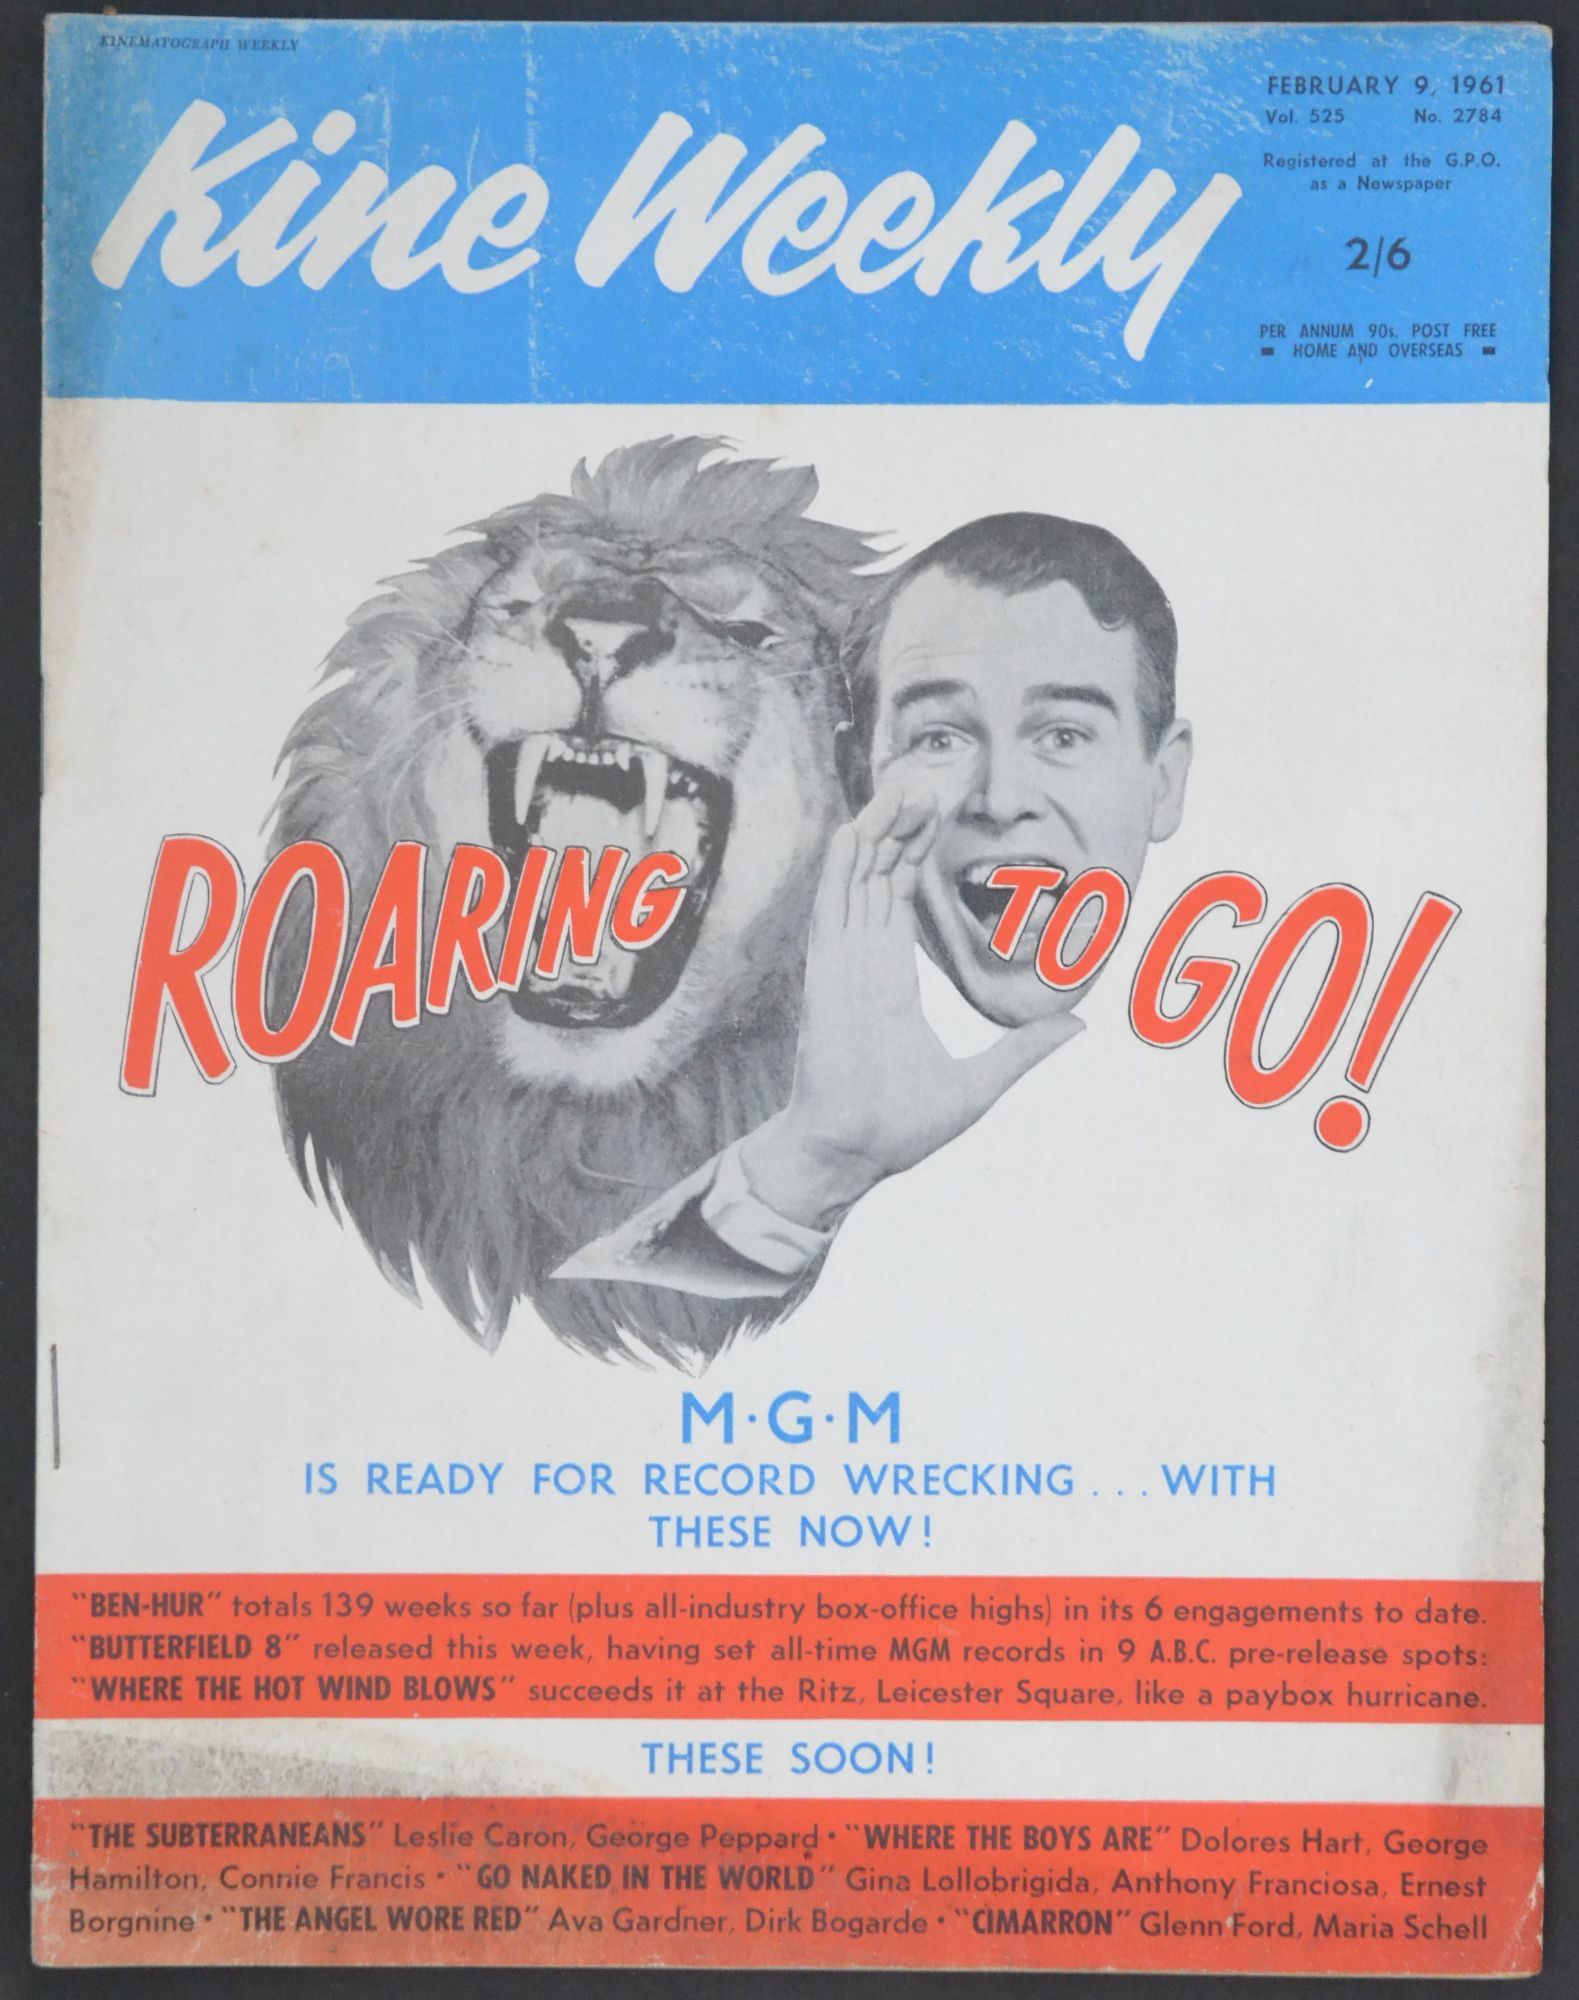 KINEMATOGRAPH WEEKLY
Kine Weekly
FEBRUARY 9, 1961
Vol. 525 No. 2784
Registered at the G.P.O.
as a Newspaper
2/6
PER ANNUM 90s. POST FREE
HOME AND OVERSEAS
ROARING TO GO!
M·G·M
IS READY FOR RECORD WRECKING . . . WITH
THESE NOW!
"BEN-HUR" totals 139 weeks so far (plus all-industry box-office highs) in its 6 engagements to date.
"BUTTERFIELD 8" released this week, having set all-time MGM records in 9 A.B.C. pre-release spots:
"WHERE THE HOT WIND BLOWS" succeeds it at the Ritz, Leicester Square, like a paybox hurricane.
THESE SOON!
"THE SUBTERRANEANS" Leslie Caron, George Peppard • "WHERE THE BOYS ARE" Dolores Hart, George
Hamilton, Connie Francis • "GO NAKED IN THE WORLD" Gina Lollobrigida, Anthony Franciosa, Ernest
Borgnine • "THE ANGEL WORE RED" Ava Gardner, Dirk Bogarde • "CIMARRON" Glenn Ford, Maria Schell